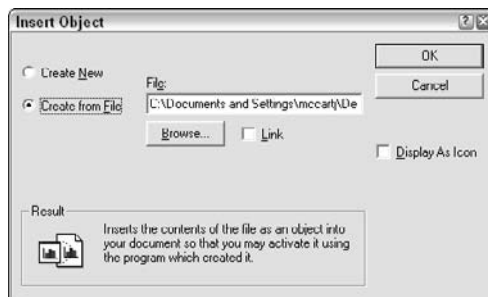 Insert Object
Create New
Create from File
File:
C:\Documents and Settings\mccartj\De
Browse...
Link
OK
Cancel
Display As Icon
Result
Inserts the contents of the file as an object into
your document so that you may activate it using
the program which created it.